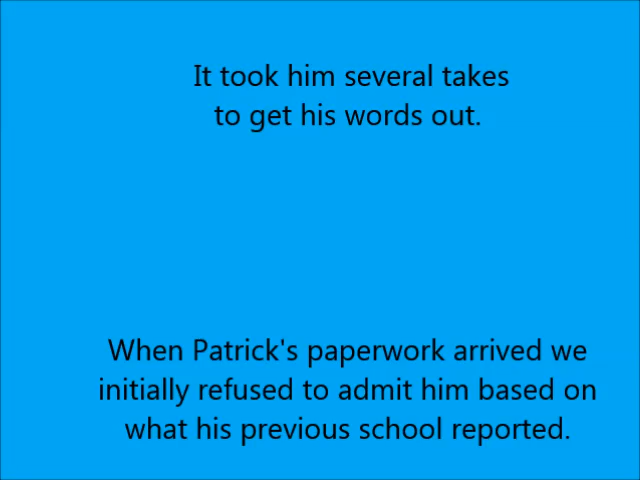 It took him several takes
to get his words out.
When Patrick's paperwork arrived we
initially refused to admit him based on
what his previous school reported.